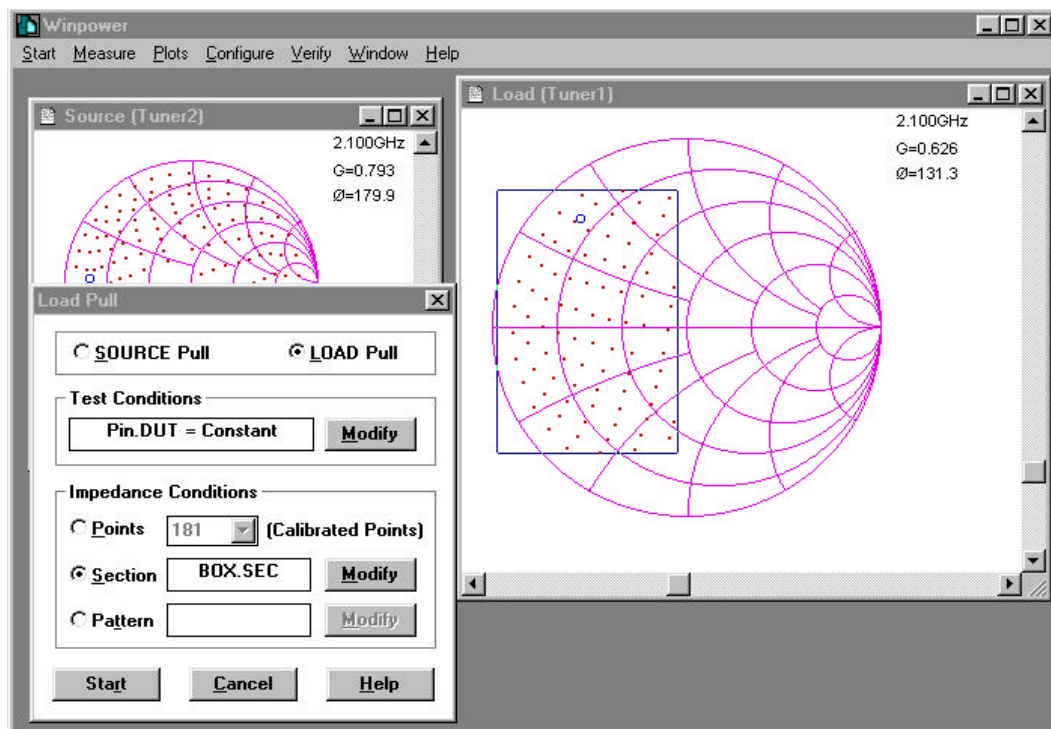 Winpower
Start Measure Plots Configure Verify Window Help
Source (Tuner2)
2.100GHz
G=0.793
Ø=179.9
Load (Tuner1)
2.100GHz
G=0.626
Ø=131.3
Load Pull
SOURCE Pull LOAD Pull
Test Conditions
Pin.DUT = Constant Modify
Impedance Conditions
Points 181 (Calibrated Points)
Section BOX.SEC Modify
Pattern Modify
Start Cancel Help